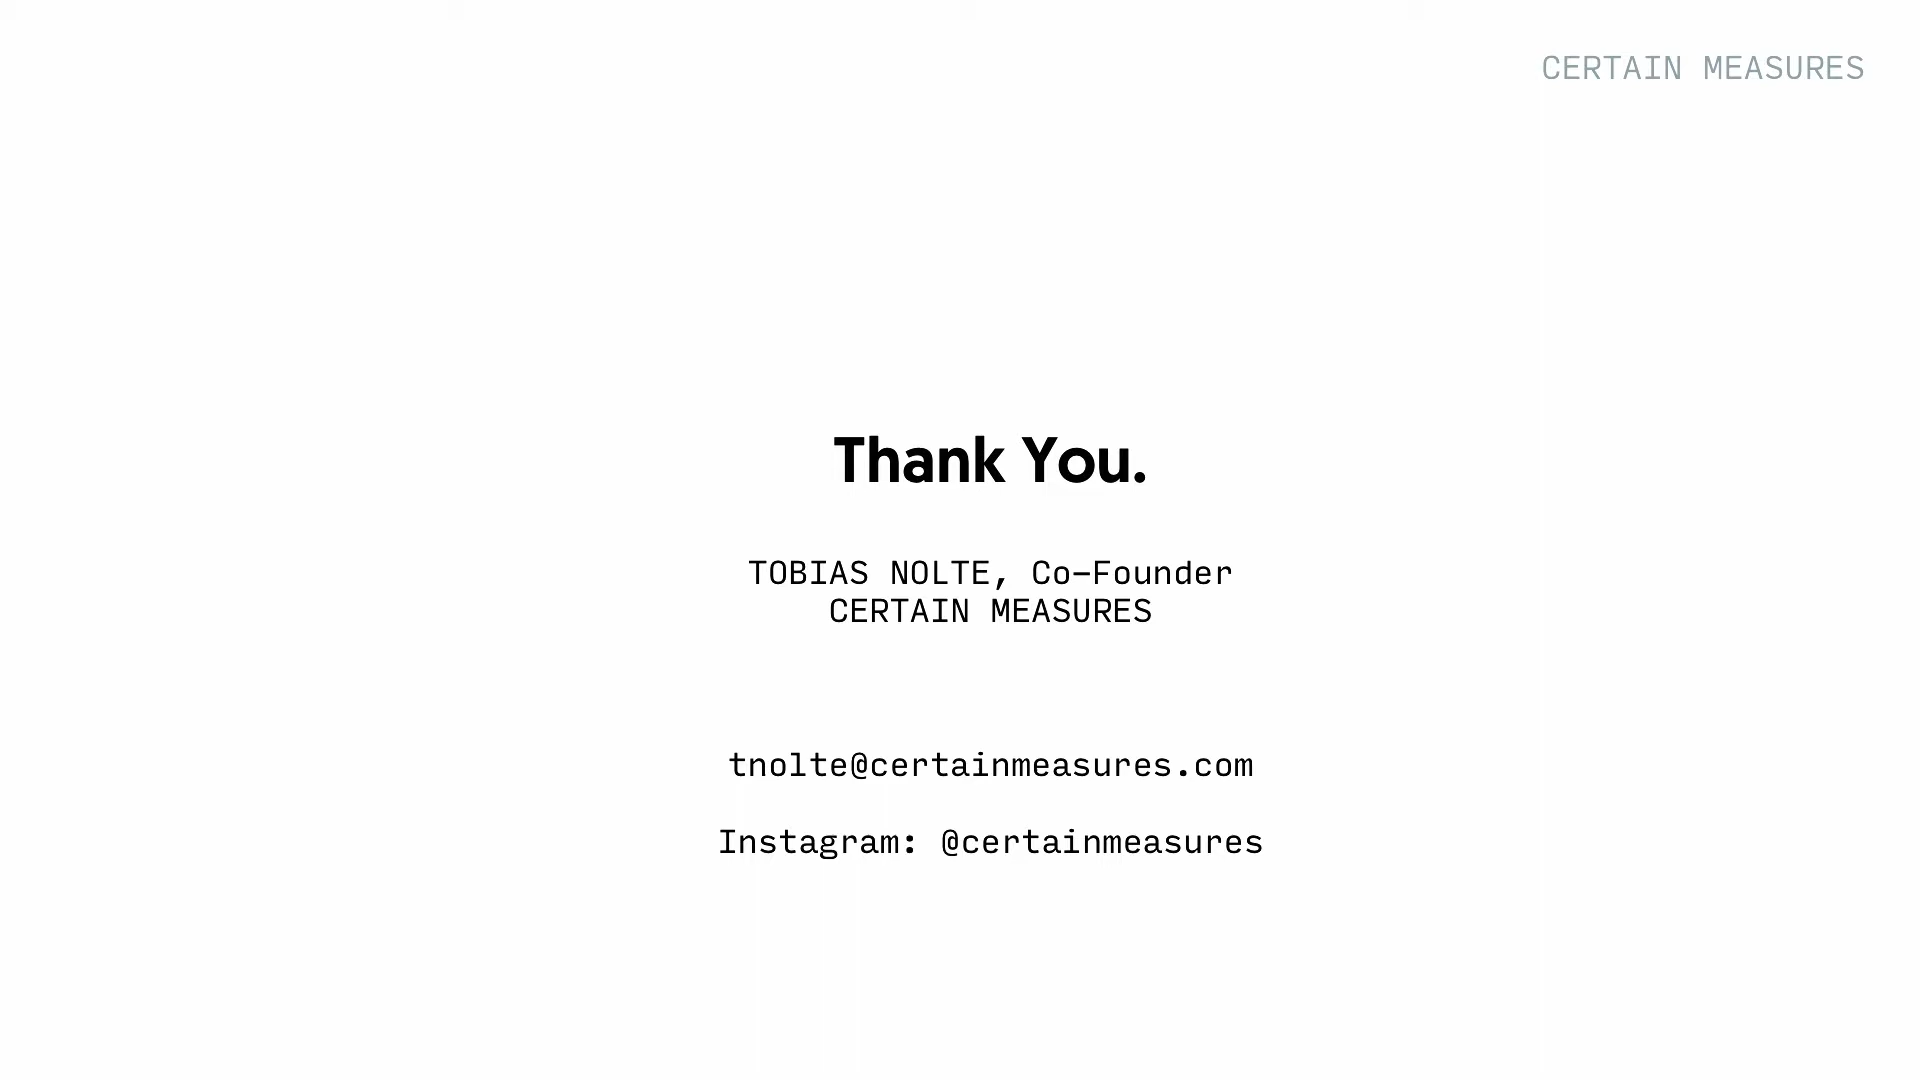 CERTAIN MEASURES
Thank You.
TOBIAS NOLTE, Co-Founder
CERTAIN MEASURES
tnolte@certainmeasures.com
Instagram: @certainmeasures